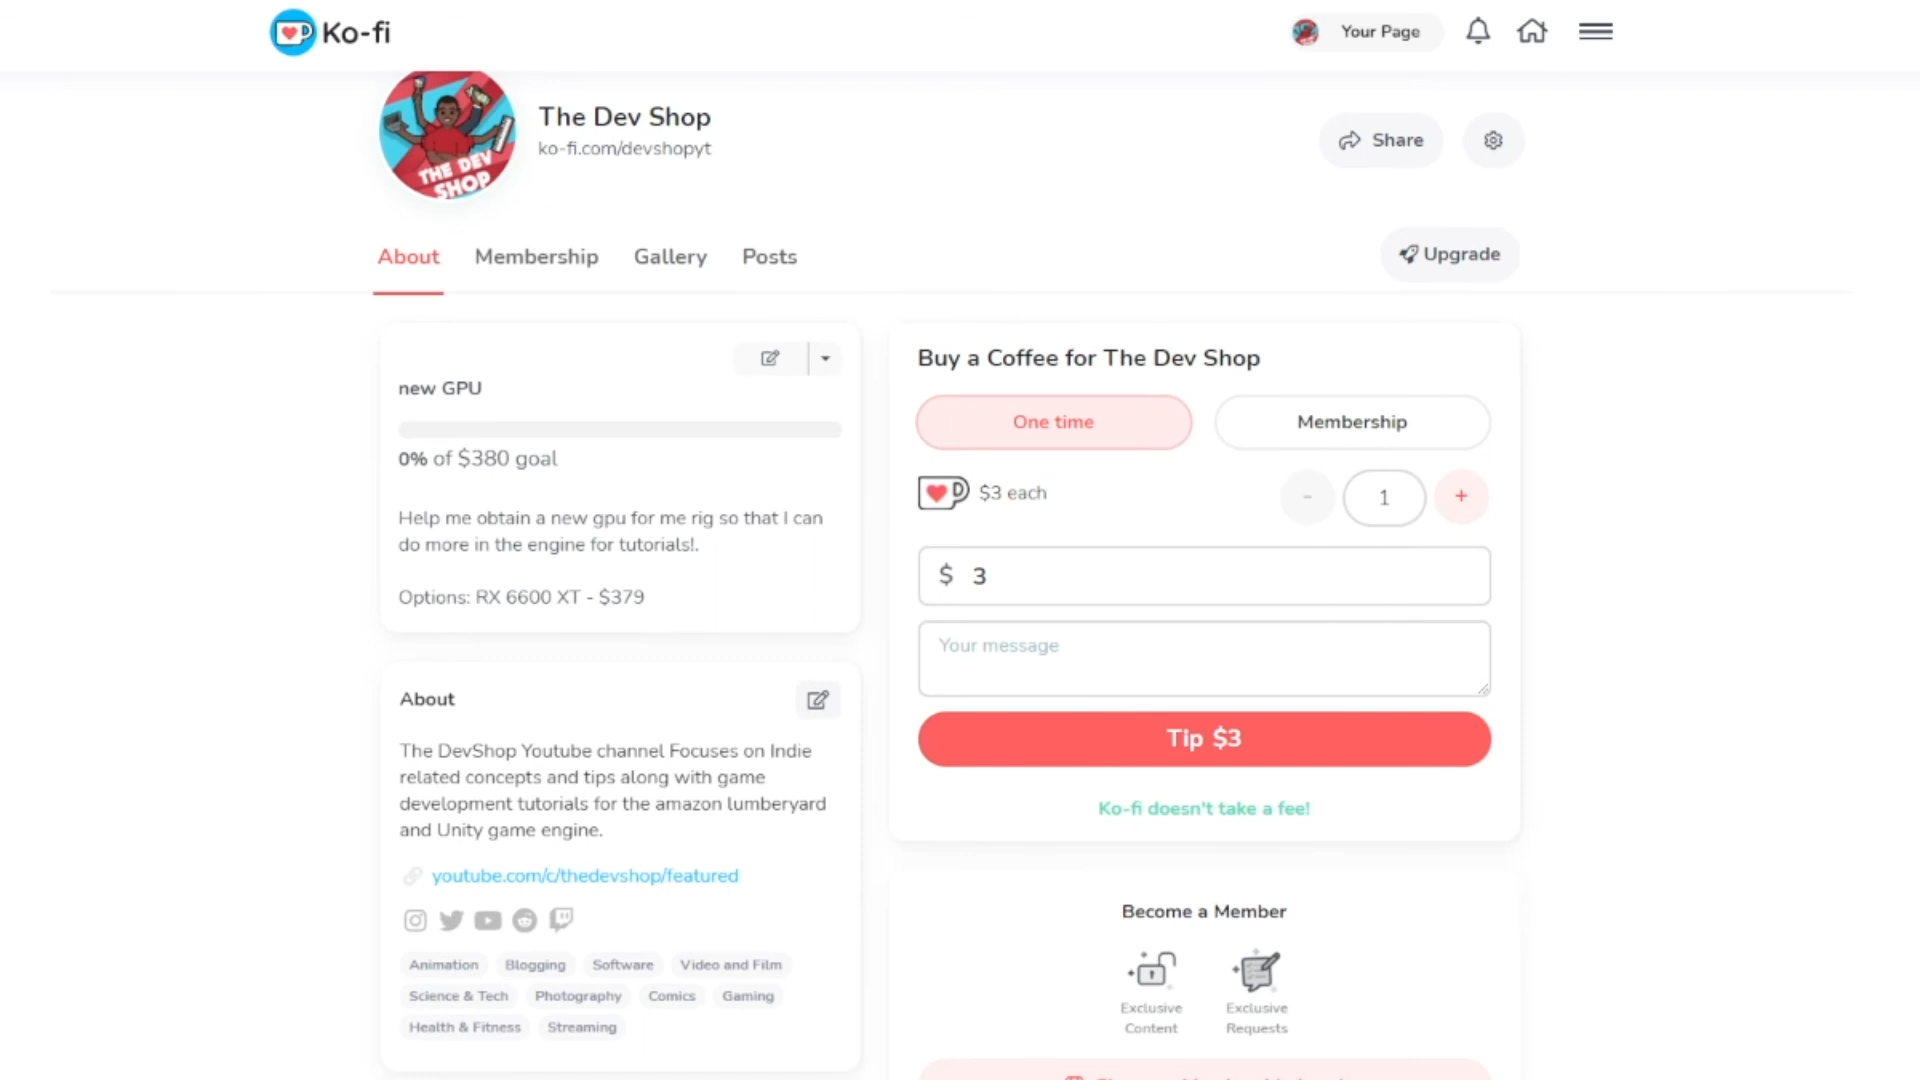 Ko-fi
Your Page
THE DEV
SHOP
The Dev Shop
ko-fi.com/devshopyt
Share
About
Membership
Gallery
Posts
Upgrade
new GPU
0% of $380 goal
Help me obtain a new gpu for me rig so that I can
do more in the engine for tutorials!.
Options: RX 6600 XT - $379
About
The DevShop Youtube channel Focuses on Indie
related concepts and tips along with game
development tutorials for the amazon lumberyard
and Unity game engine.
youtube.com/c/thedevshop/featured
Animation Blogging Software Video and Film
Science & Tech Photography Comics Gaming
Health & Fitness Streaming
Buy a Coffee for The Dev Shop
One time
Membership
$3 each
- 1 +
$ 3
Your message
Tip $3
Ko-fi doesn't take a fee!
Become a Member
Exclusive
Content
Exclusive
Requests